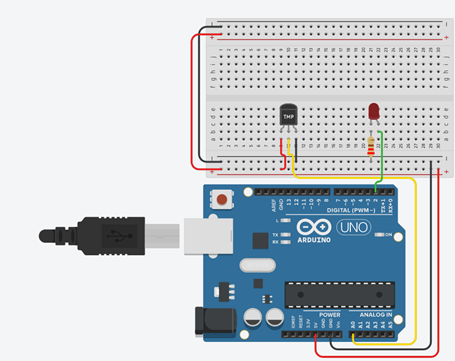 TMP
AREF
GND
13
12
~11
~10
~9
8
7
~6
~5
4
~3
2
TX→1
RX←0
DIGITAL (PWM~)
L
TX
RX
ARDUINO
UNO
ON
POWER
ANALOG IN
IOREF
RESET
3.3V
5V
GND
GND
Vin
A0
A1
A2
A3
A4
A5